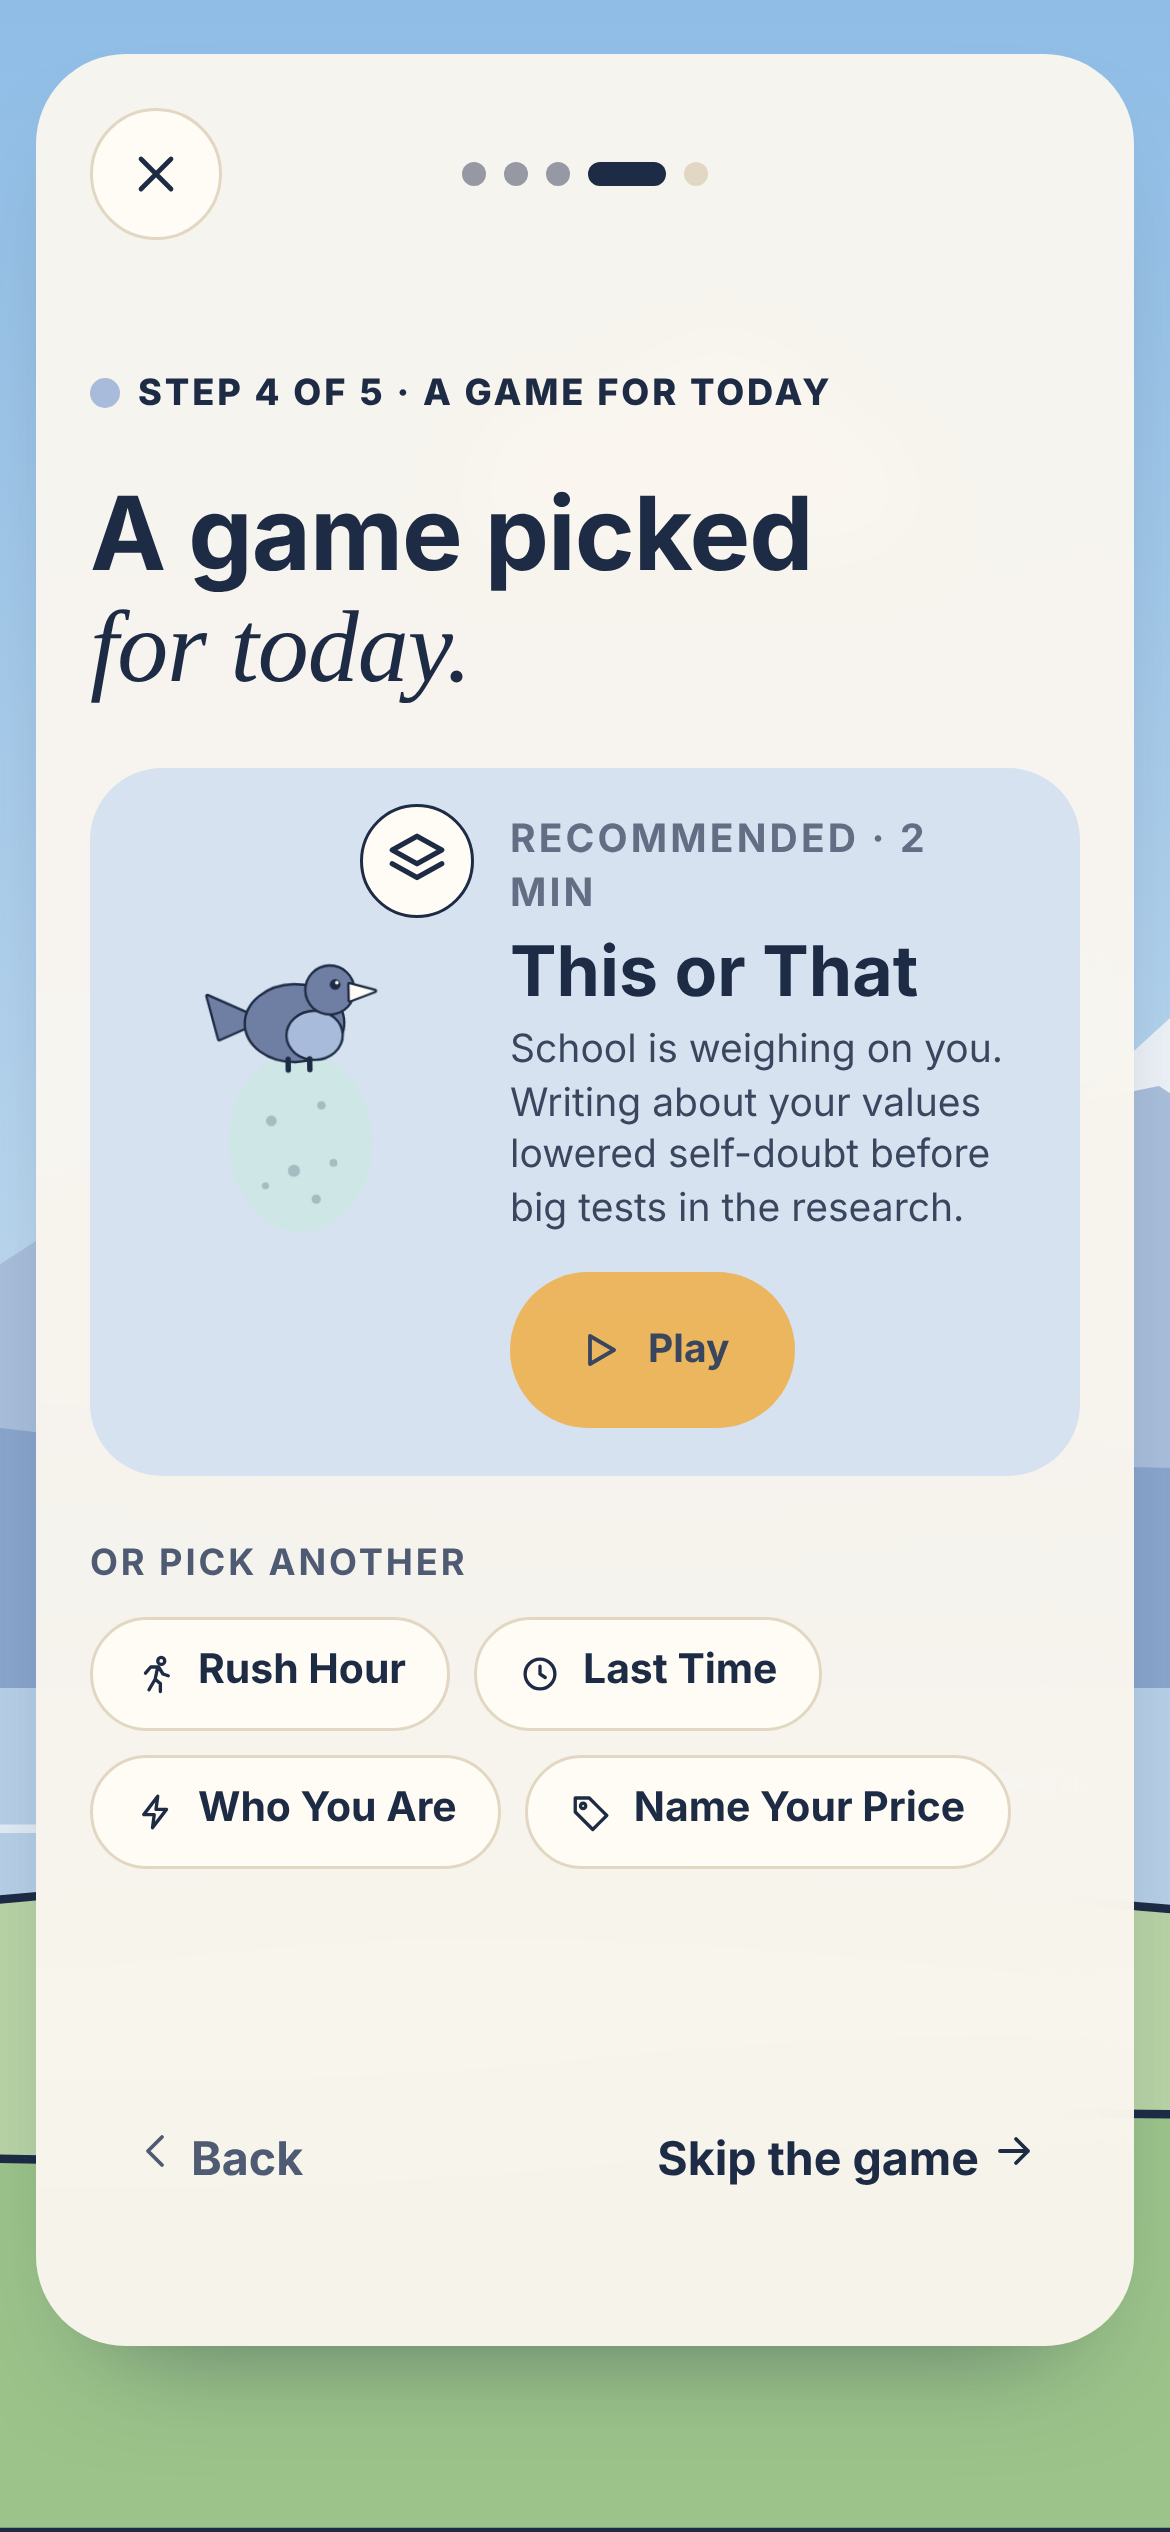 STEP 4 OF 5 · A GAME FOR TODAY
A game picked
for today.
RECOMMENDED · 2
MIN
This or That
School is weighing on you.
Writing about your values
lowered self-doubt before
big tests in the research.
Play
OR PICK ANOTHER
Rush Hour
Last Time
Who You Are
Name Your Price
Back
Skip the game